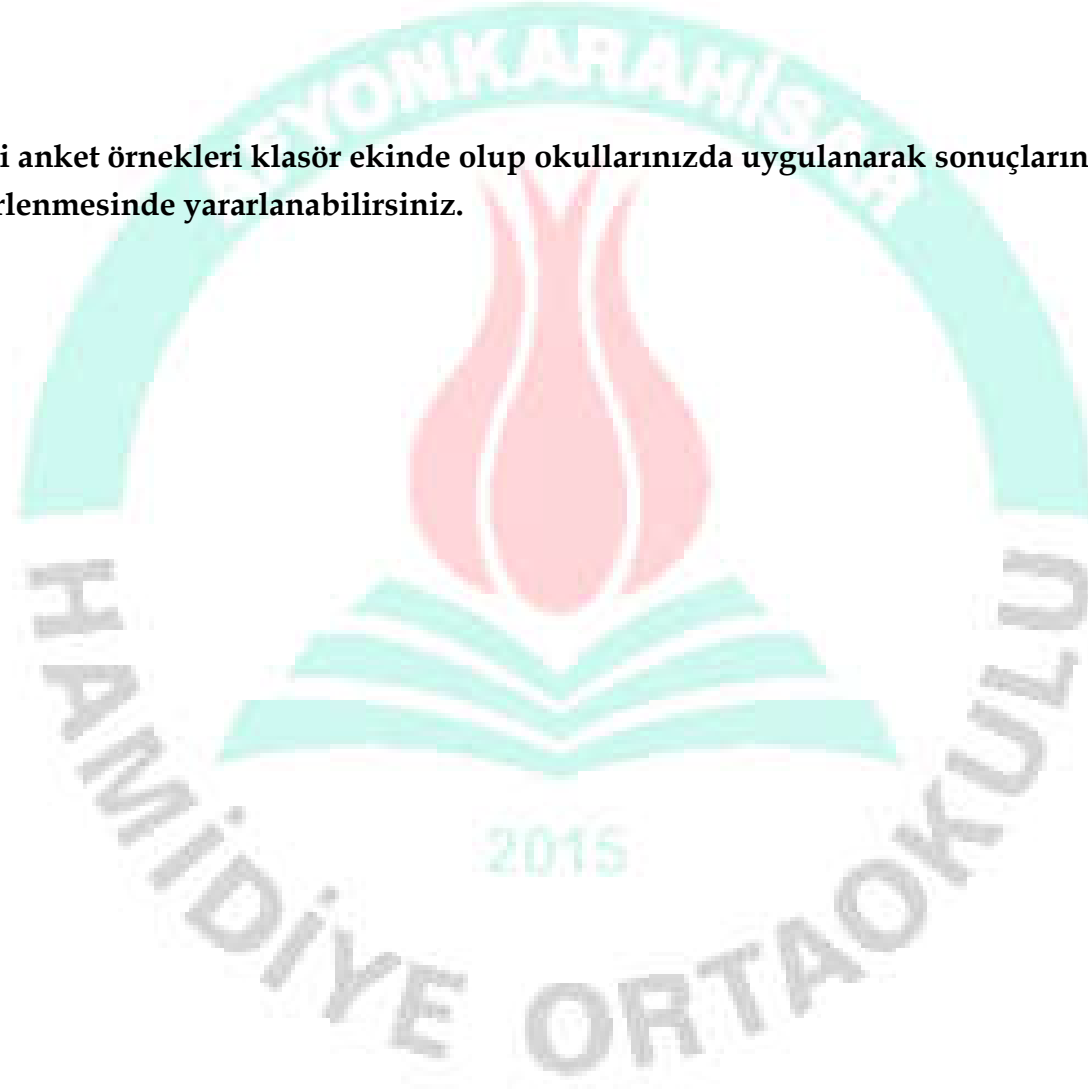 AFYONKARAHİSAR
i anket örnekleri klasör ekinde olup okullarınızda uygulanarak sonuçların
rlenmesinde yararlanabilirsiniz.
2015
HAMİDİYE ORTAOKULU